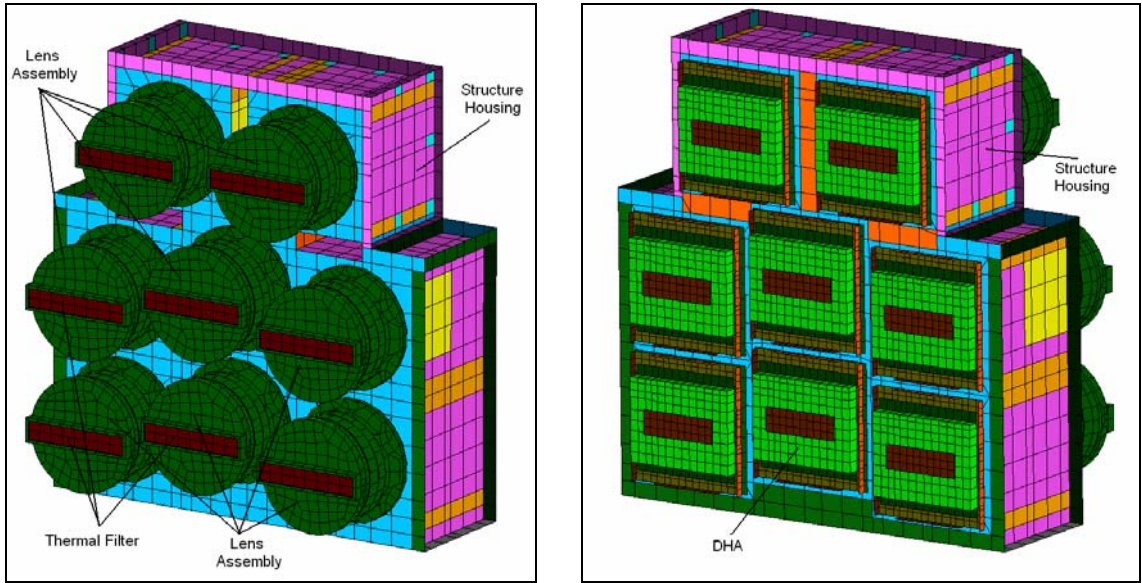 Lens
Assembly
Structure
Housing
Thermal Filter
Lens
Assembly
Structure
Housing
DHA